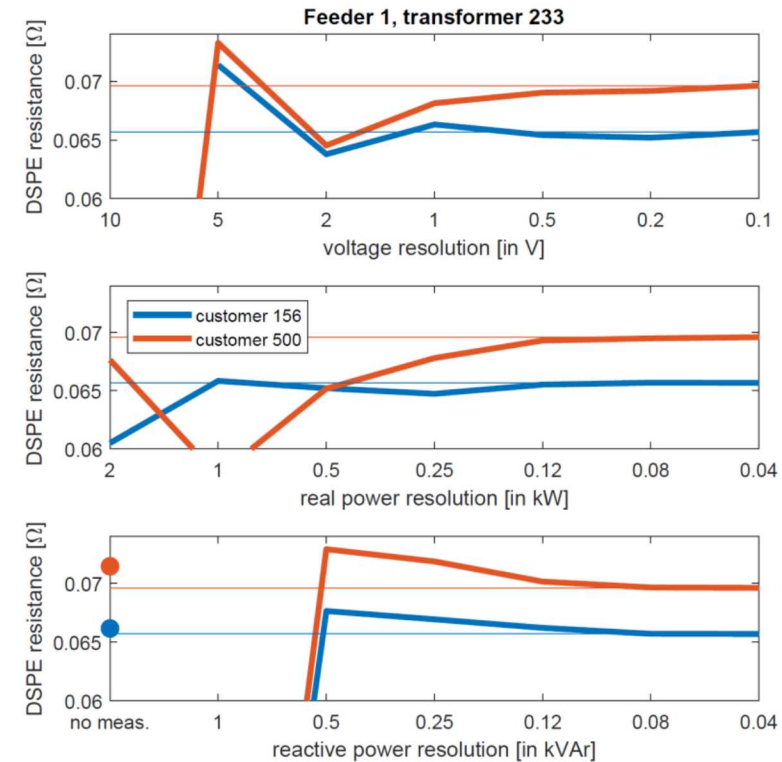 Feeder 1, transformer 233
DSPE resistance [Ω]
0.07
0.065
0.06
10 5 2 1 0.5 0.2 0.1
voltage resolution [in V]
DSPE resistance [Ω]
0.07
0.065
0.06
customer 156
customer 500
2 1 0.5 0.25 0.12 0.08 0.04
real power resolution [in kW]
DSPE resistance [Ω]
0.07
0.065
0.06
no meas. 1 0.5 0.25 0.12 0.08 0.04
reactive power resolution [in kVAr]